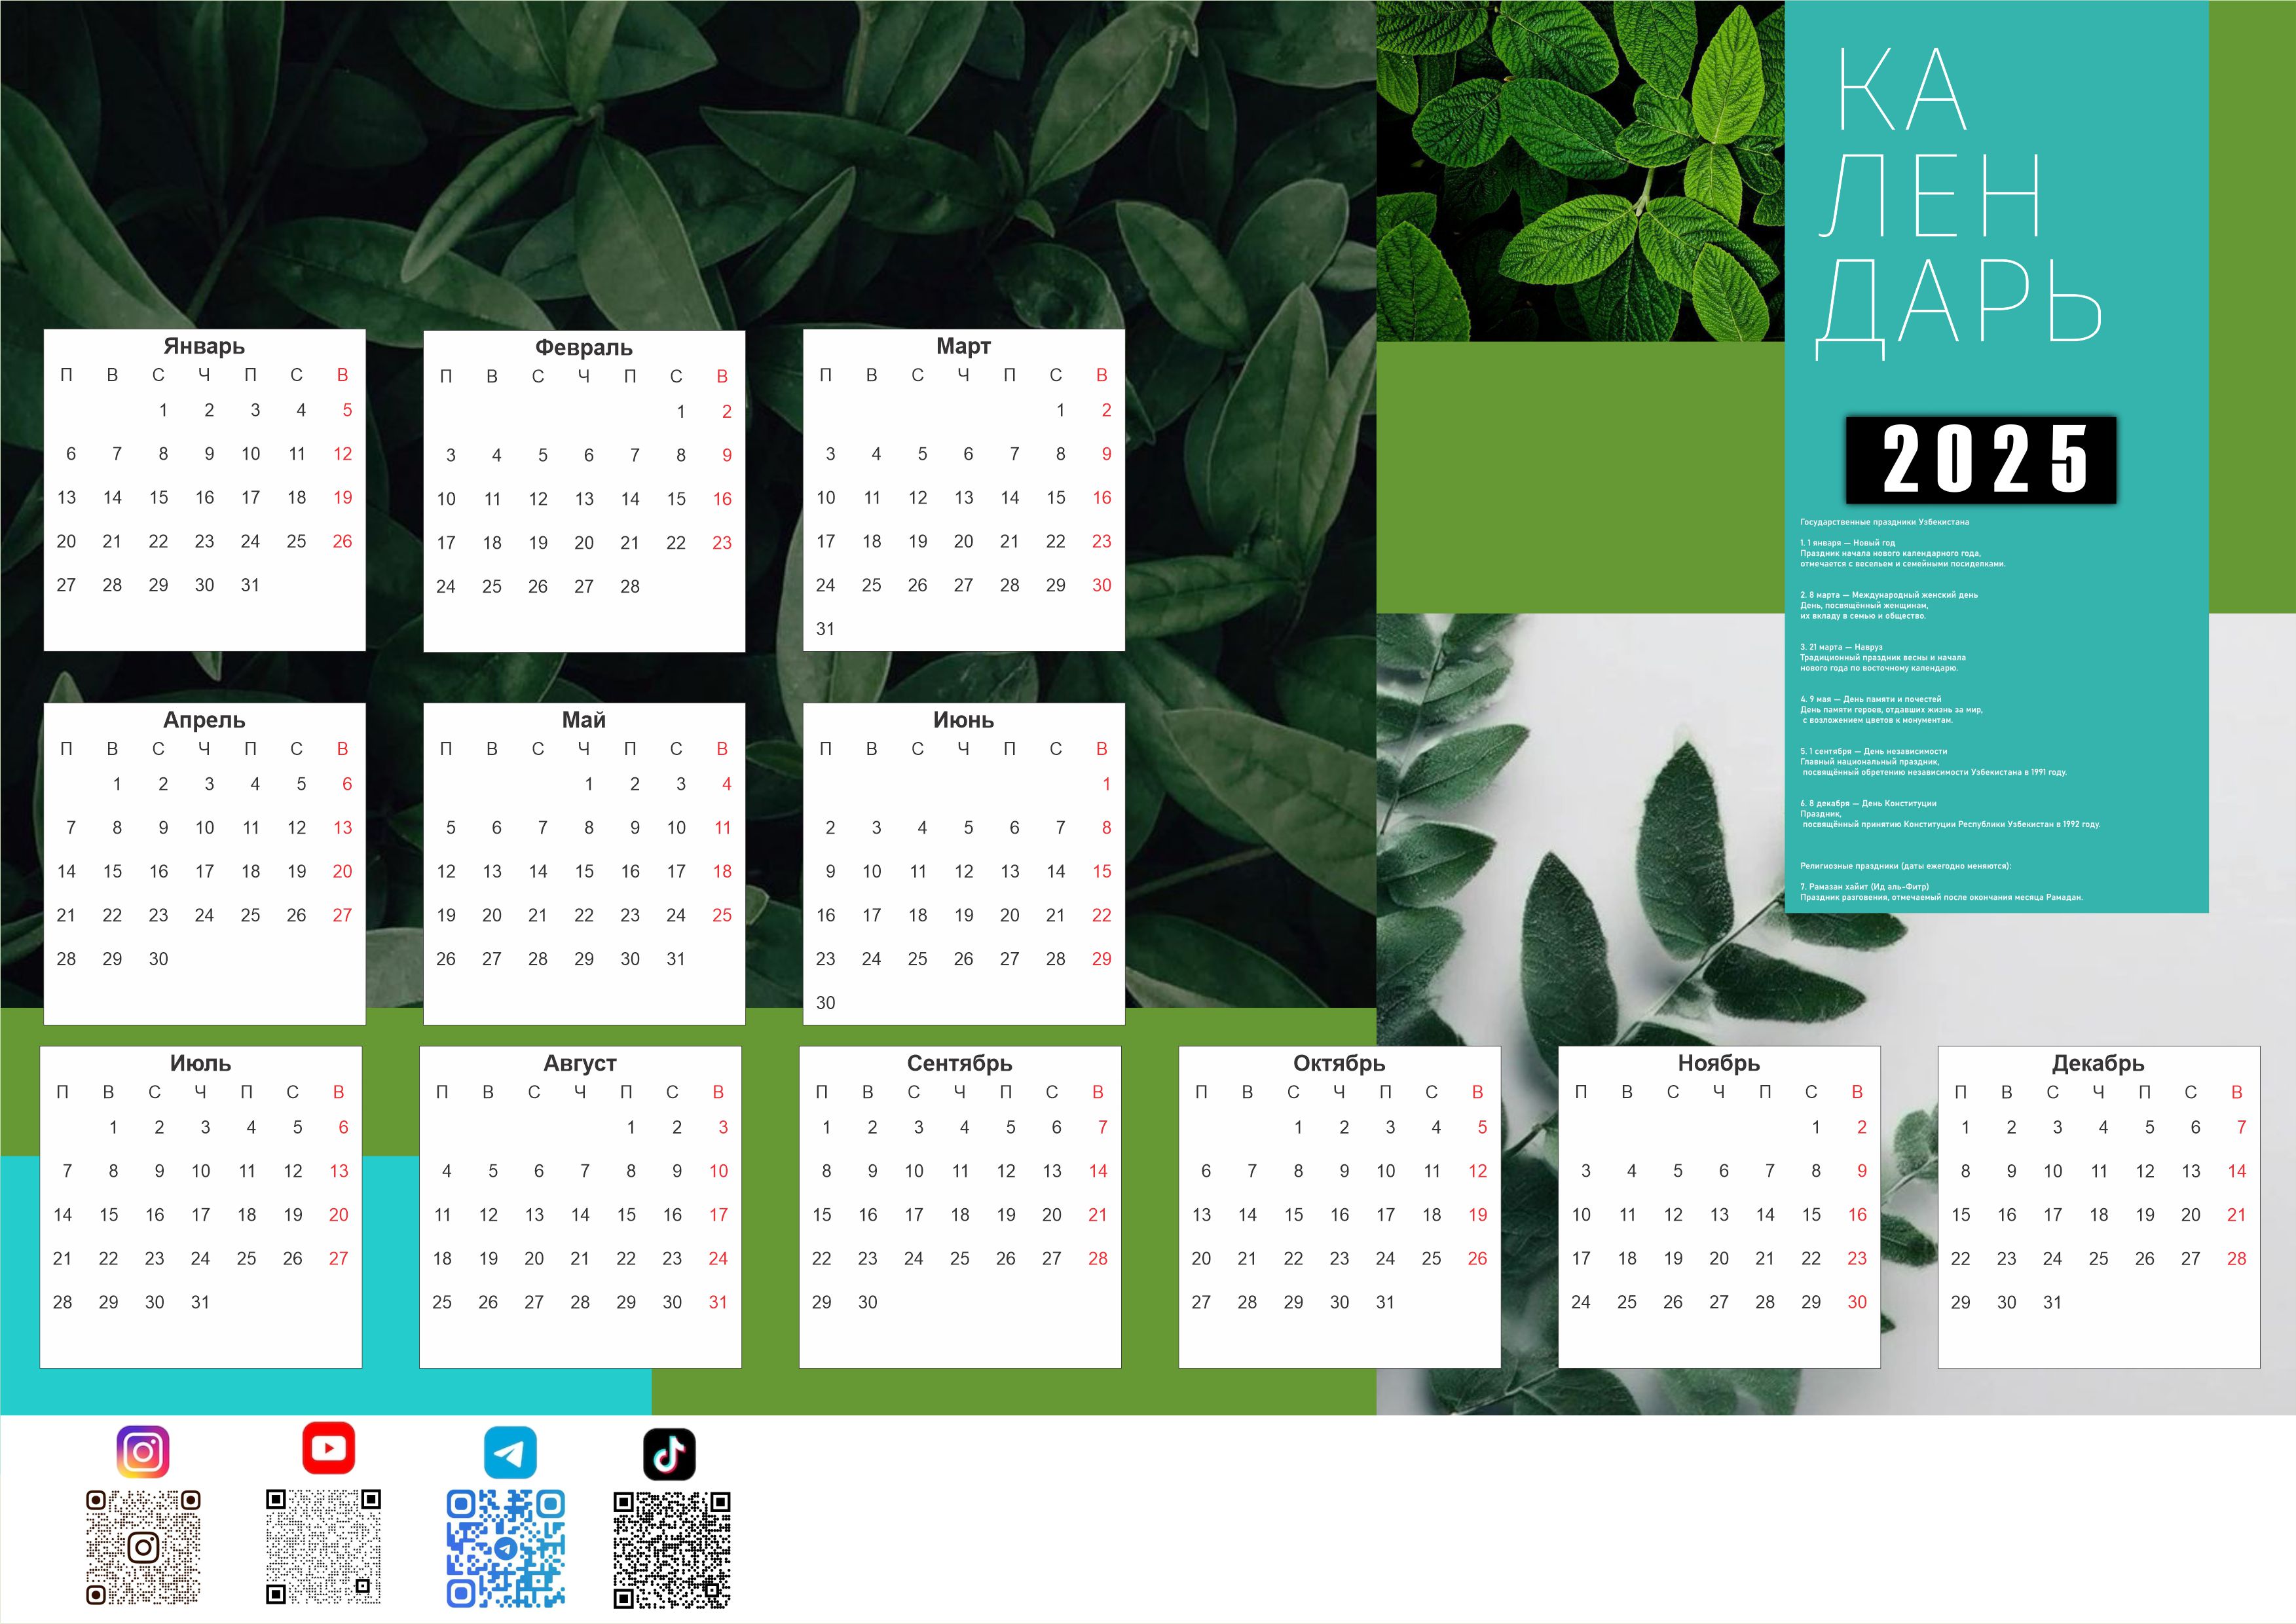 КА
ЛЕН
ДАРЬ
2025
Государственные праздники Узбекистана
1. 1 января — Новый год
Праздник начала нового календарного года,
отмечается с весельем и семейными посиделками.
2. 8 марта — Международный женский день
День, посвящённый женщинам,
их вкладу в семью и общество.
3. 21 марта — Навруз
Традиционный праздник весны и начала
нового года по восточному календарю.
4. 9 мая — День памяти и почестей
День памяти героев, отдавших жизнь за мир,
с возложением цветов к монументам.
5. 1 сентября — День независимости
Главный национальный праздник,
посвящённый обретению независимости Узбекистана в 1991 году.
6. 8 декабря — День Конституции
Праздник,
посвящённый принятию Конституции Республики Узбекистан в 1992 году.
Религиозные праздники (даты ежегодно меняются):
7. Рамазан хайит (Ид аль-Фитр)
Праздник разговения, отмечаемый после окончания месяца Рамадан.
Январь
П В С Ч П С В
1 2 3 4 5
6 7 8 9 10 11 12
13 14 15 16 17 18 19
20 21 22 23 24 25 26
27 28 29 30 31
Февраль
П В С Ч П С В
1 2
3 4 5 6 7 8 9
10 11 12 13 14 15 16
17 18 19 20 21 22 23
24 25 26 27 28
Март
П В С Ч П С В
1 2
3 4 5 6 7 8 9
10 11 12 13 14 15 16
17 18 19 20 21 22 23
24 25 26 27 28 29 30
31
Апрель
П В С Ч П С В
1 2 3 4 5 6
7 8 9 10 11 12 13
14 15 16 17 18 19 20
21 22 23 24 25 26 27
28 29 30
Май
П В С Ч П С В
1 2 3 4
5 6 7 8 9 10 11
12 13 14 15 16 17 18
19 20 21 22 23 24 25
26 27 28 29 30 31
Июнь
П В С Ч П С В
1
2 3 4 5 6 7 8
9 10 11 12 13 14 15
16 17 18 19 20 21 22
23 24 25 26 27 28 29
30
Июль
П В С Ч П С В
1 2 3 4 5 6
7 8 9 10 11 12 13
14 15 16 17 18 19 20
21 22 23 24 25 26 27
28 29 30 31
Август
П В С Ч П С В
1 2 3
4 5 6 7 8 9 10
11 12 13 14 15 16 17
18 19 20 21 22 23 24
25 26 27 28 29 30 31
Сентябрь
П В С Ч П С В
1 2 3 4 5 6 7
8 9 10 11 12 13 14
15 16 17 18 19 20 21
22 23 24 25 26 27 28
29 30
Октябрь
П В С Ч П С В
1 2 3 4 5
6 7 8 9 10 11 12
13 14 15 16 17 18 19
20 21 22 23 24 25 26
27 28 29 30 31
Ноябрь
П В С Ч П С В
1 2
3 4 5 6 7 8 9
10 11 12 13 14 15 16
17 18 19 20 21 22 23
24 25 26 27 28 29 30
Декабрь
П В С Ч П С В
1 2 3 4 5 6 7
8 9 10 11 12 13 14
15 16 17 18 19 20 21
22 23 24 25 26 27 28
29 30 31